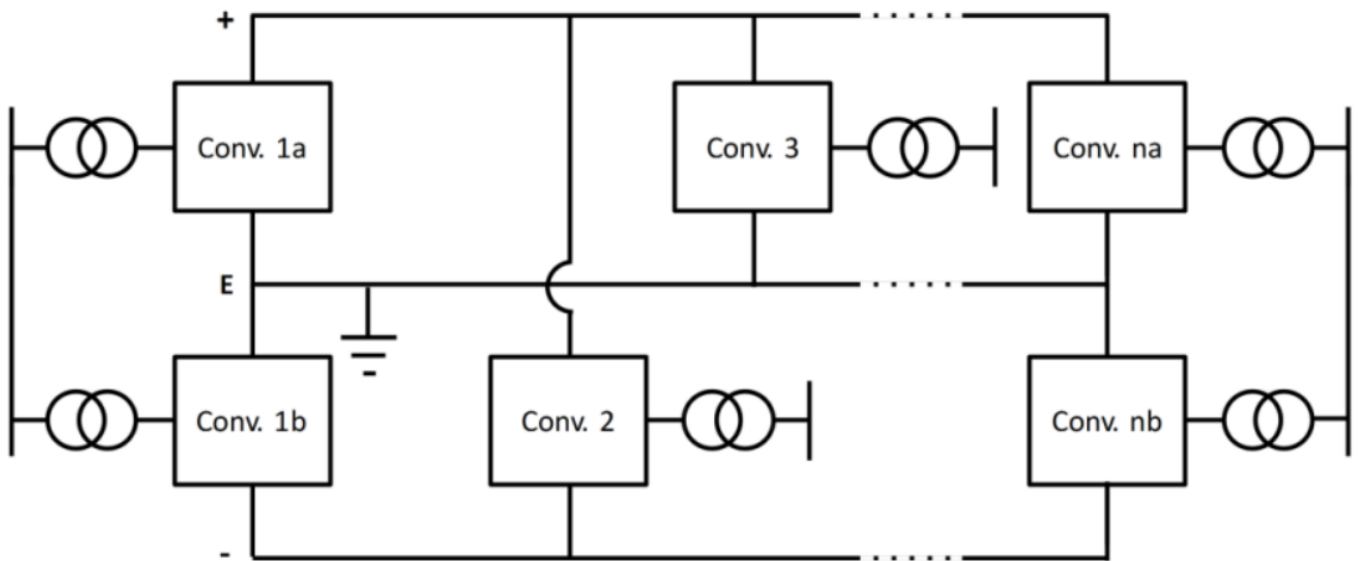 +
Conv. 1a
Conv. 3
Conv. na
E
Conv. 1b
Conv. 2
Conv. nb
-